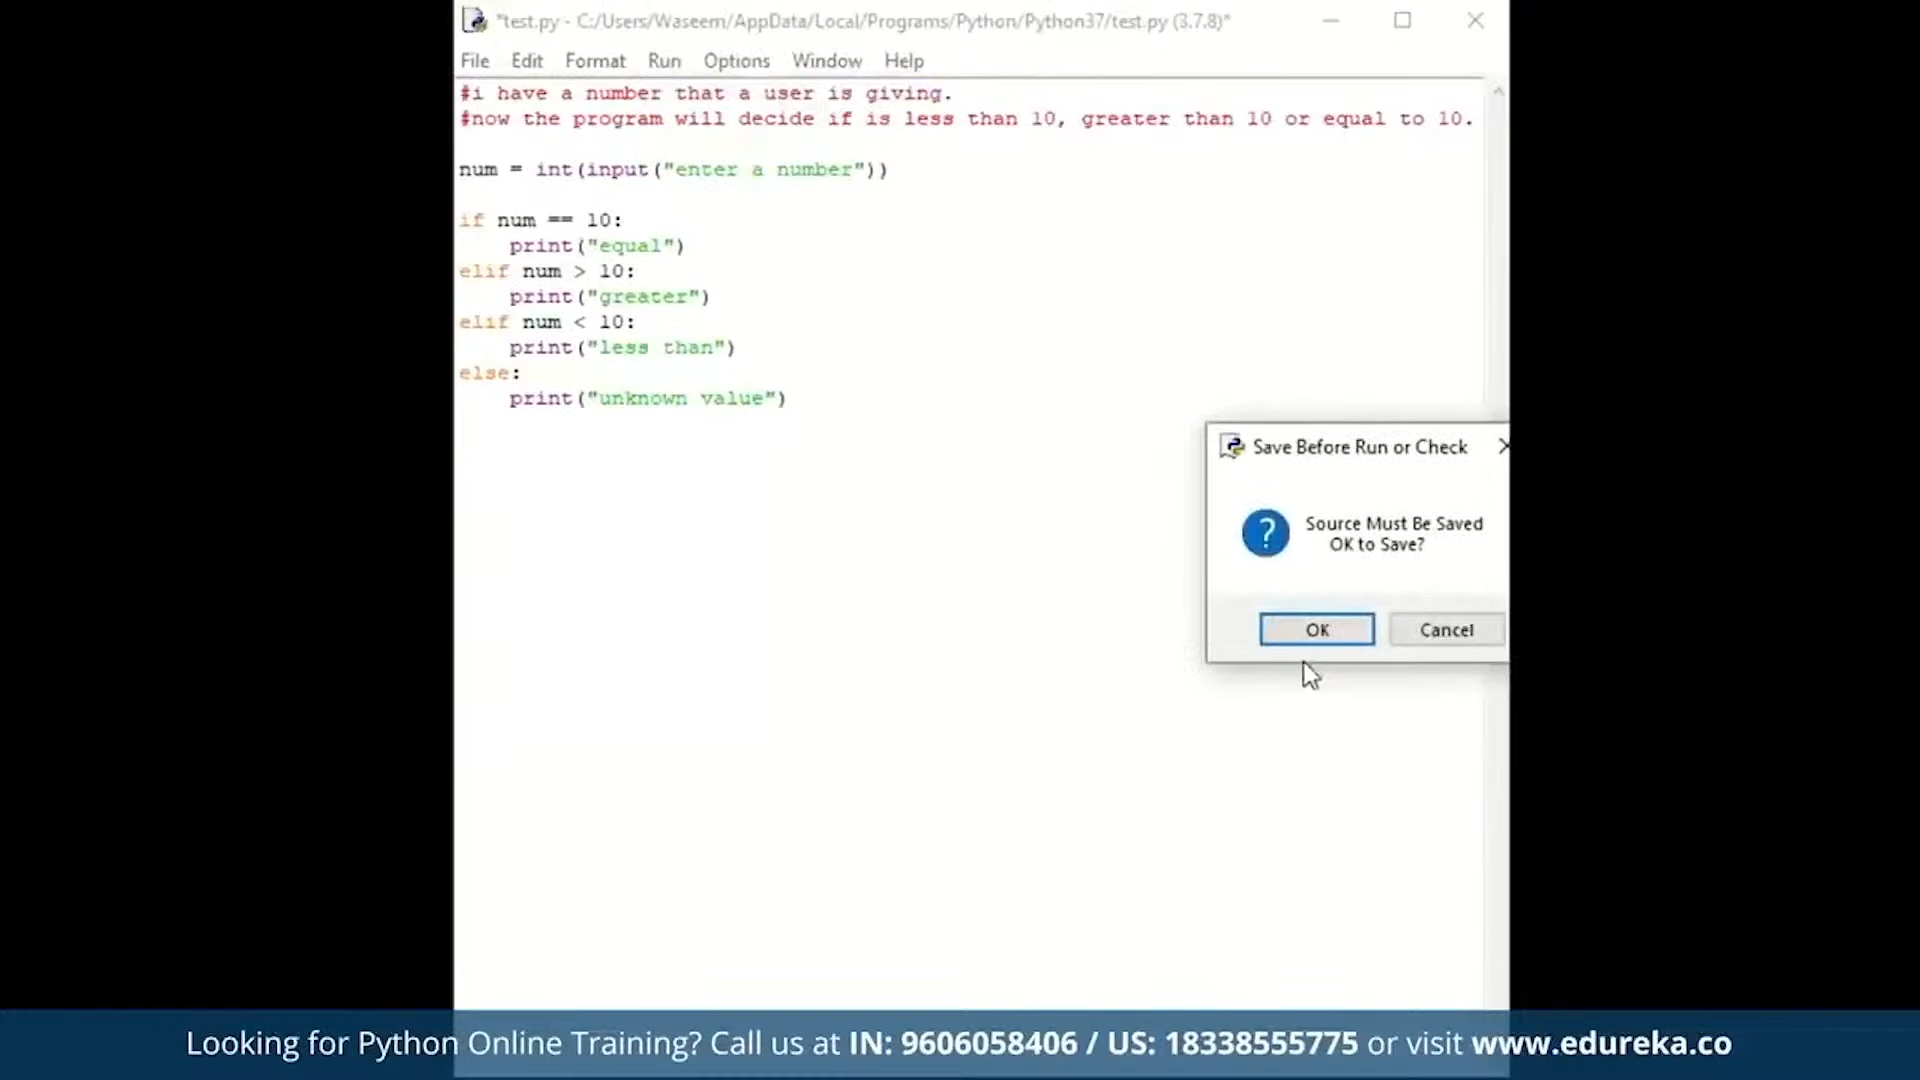 *test.py - C:/Users/Waseem/AppData/Local/Programs/Python/Python37/test.py (3.7.8)*
File Edit Format Run Options Window Help
#i have a number that a user is giving.
#now the program will decide if is less than 10, greater than 10 or equal to 10.
num = int(input("enter a number"))
if num == 10:
    print("equal")
elif num > 10:
    print("greater")
elif num < 10:
    print("less than")
else:
    print("unknown value")
Save Before Run or Check
Source Must Be Saved
OK to Save?
OK Cancel
Looking for Python Online Training? Call us at IN: 9606058406 / US: 18338555775 or visit www.edureka.co